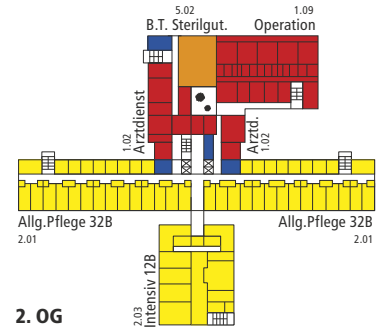 5.02
B.T. Sterilgut.
1.09
Operation
Arztdienst
1.02
Arztd.
1.02
Allg.Pflege 32B
2.01
Allg.Pflege 32B
2.01
Intensiv 12B
2.03
2. OG